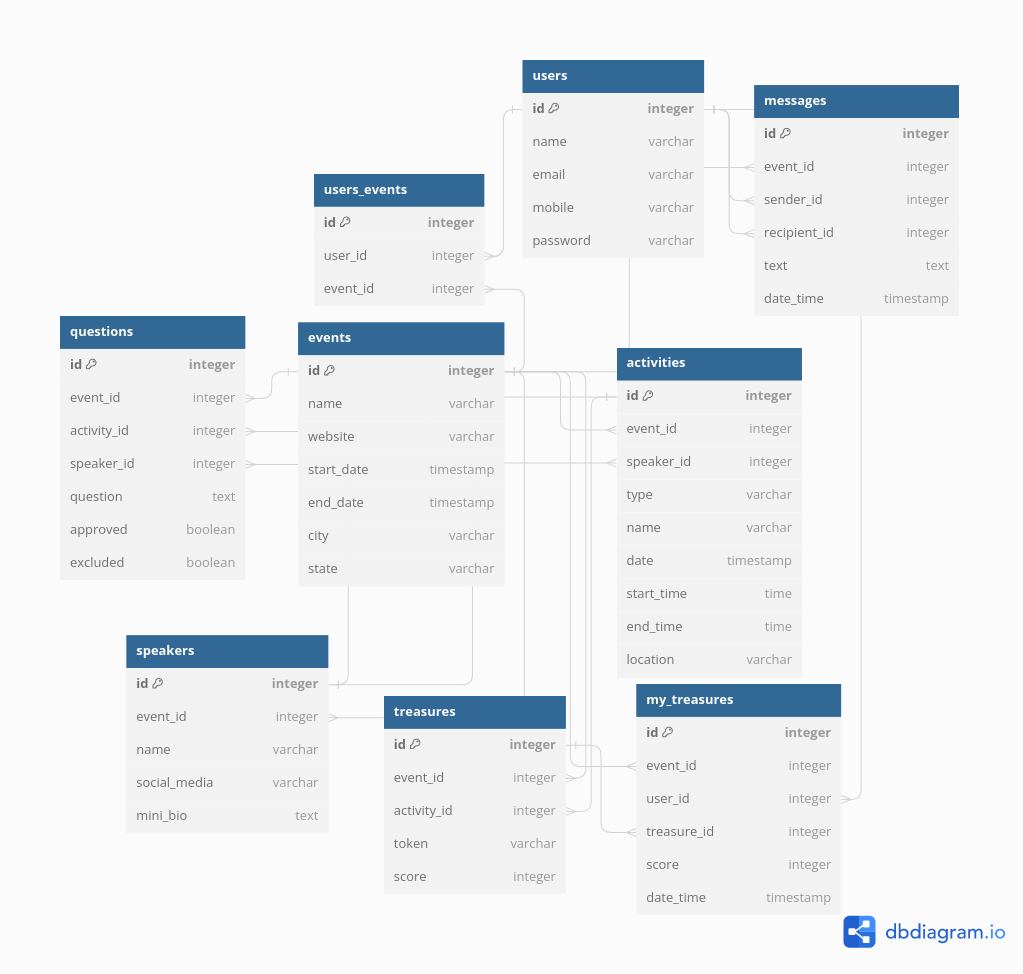 users
id integer
name varchar
email varchar
mobile varchar
password varchar
messages
id integer
event_id integer
sender_id integer
recipient_id integer
text text
date_time timestamp
users_events
id integer
user_id integer
event_id integer
questions
id integer
event_id integer
activity_id integer
speaker_id integer
question text
approved boolean
excluded boolean
events
id integer
name varchar
website varchar
start_date timestamp
end_date timestamp
city varchar
state varchar
activities
id integer
event_id integer
speaker_id integer
type varchar
name varchar
date timestamp
start_time time
end_time time
location varchar
speakers
id integer
event_id integer
name varchar
social_media varchar
mini_bio text
treasures
id integer
event_id integer
activity_id integer
token varchar
score integer
my_treasures
id integer
event_id integer
user_id integer
treasure_id integer
score integer
date_time timestamp
dbdiagram.io